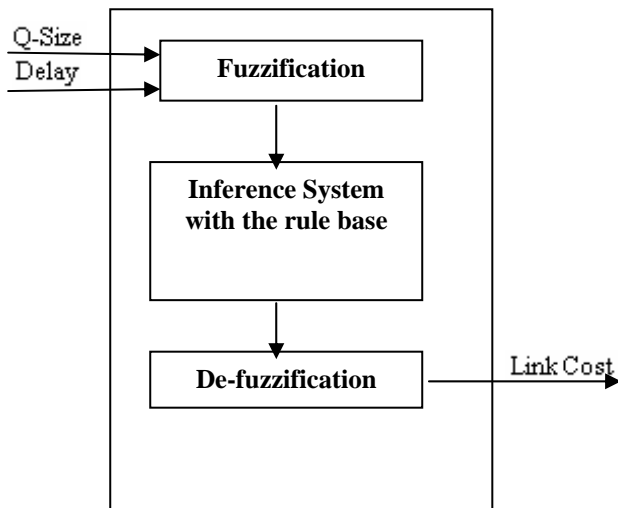 Q-Size
Delay
Fuzzification
Inference System
with the rule base
De-fuzzification
Link Cost